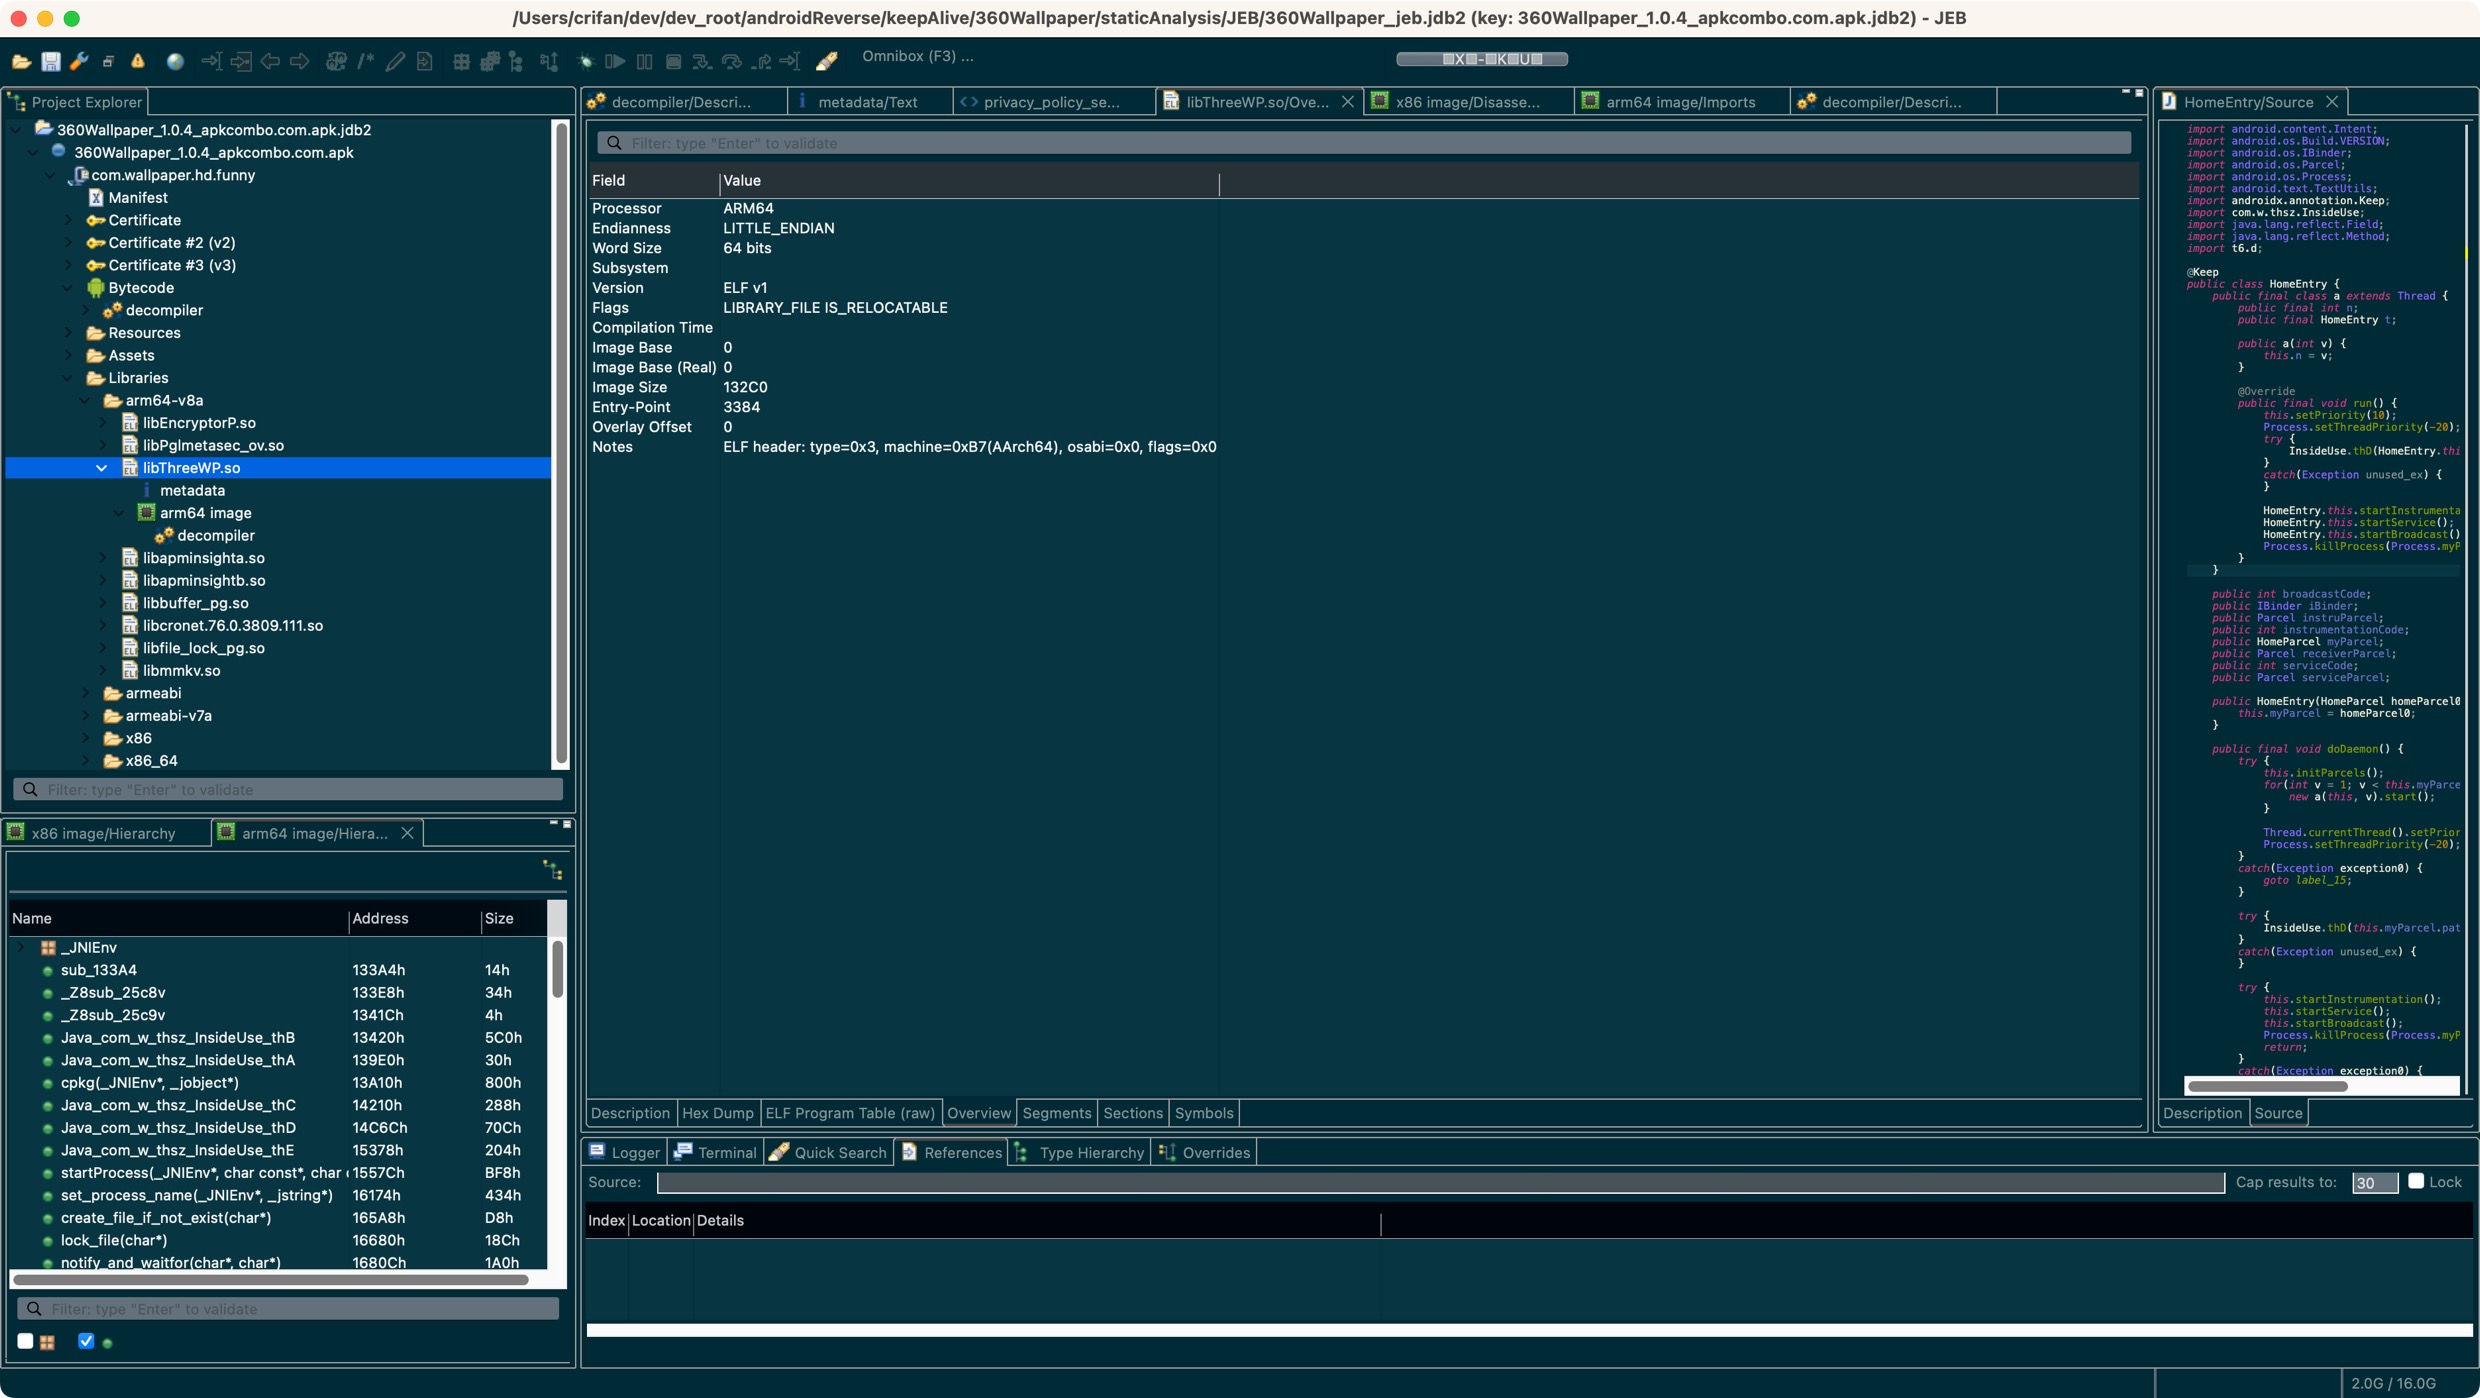 /Users/crifan/dev/dev_root/androidReverse/keepAlive/360Wallpaper/staticAnalysis/JEB/360Wallpaper_jeb.jdb2 (key: 360Wallpaper_1.0.4_apkcombo.com.apk.jdb2) - JEB
Omnibox (F3) ...
Project Explorer
360Wallpaper_1.0.4_apkcombo.com.apk.jdb2
360Wallpaper_1.0.4_apkcombo.com.apk
com.wallpaper.hd.funny
Manifest
Certificate
Certificate #2 (v2)
Certificate #3 (v3)
Bytecode
decompiler
Resources
Assets
Libraries
arm64-v8a
libEncryptorP.so
libPglmetasec_ov.so
libThreeWP.so
metadata
arm64 image
decompiler
libapminsighta.so
libapminsightb.so
libbuffer_pg.so
libcronet.76.0.3809.111.so
libfile_lock_pg.so
libmmkv.so
armeabi
armeabi-v7a
x86
x86_64
Filter: type "Enter" to validate
x86 image/Hierarchy arm64 image/Hiera...
Name Address Size
_JNIEnv
sub_133A4 133A4h 14h
_Z8sub_25c8v 133E8h 34h
_Z8sub_25c9v 1341Ch 4h
Java_com_w_thsz_InsideUse_thB 13420h 5C0h
Java_com_w_thsz_InsideUse_thA 139E0h 30h
cpkg(_JNIEnv*, _jobject*) 13A10h 800h
Java_com_w_thsz_InsideUse_thC 14210h 288h
Java_com_w_thsz_InsideUse_thD 14C6Ch 70Ch
Java_com_w_thsz_InsideUse_thE 15378h 204h
startProcess(_JNIEnv*, char const*, char 1557Ch BF8h
set_process_name(_JNIEnv*, _jstring*) 16174h 434h
create_file_if_not_exist(char*) 165A8h D8h
lock_file(char*) 16680h 18Ch
notify_and_waitfor(char*, char*) 1680Ch 1A0h
Filter: type "Enter" to validate
decompiler/Descri... metadata/Text privacy_policy_se... libThreeWP.so/Ove... x86 image/Disasse... arm64 image/Imports decompiler/Descri...
Filter: type "Enter" to validate
Field Value
Processor ARM64
Endianness LITTLE_ENDIAN
Word Size 64 bits
Subsystem
Version ELF v1
Flags LIBRARY_FILE IS_RELOCATABLE
Compilation Time
Image Base 0
Image Base (Real) 0
Image Size 132C0
Entry-Point 3384
Overlay Offset 0
Notes ELF header: type=0x3, machine=0xB7(AArch64), osabi=0x0, flags=0x0
Description Hex Dump ELF Program Table (raw) Overview Segments Sections Symbols
Logger Terminal Quick Search References Type Hierarchy Overrides
Source: Cap results to: 30 Lock
Index Location Details
HomeEntry/Source
import android.content.Intent;
import android.os.Build.VERSION;
import android.os.IBinder;
import android.os.Parcel;
import android.os.Process;
import android.text.TextUtils;
import androidx.annotation.Keep;
import com.w.thsz.InsideUse;
import java.lang.reflect.Field;
import java.lang.reflect.Method;
import t6.d;
@Keep
public class HomeEntry {
public final class a extends Thread {
public final int n;
public final HomeEntry t;
public a(int v) {
this.n = v;
}
@Override
public final void run() {
this.setPriority(10);
Process.setThreadPriority(-20);
try {
InsideUse.thD(HomeEntry.thi
}
catch(Exception unused_ex) {
}
HomeEntry.this.startInstrumenta
HomeEntry.this.startService();
HomeEntry.this.startBroadcast()
Process.killProcess(Process.myP
}
}
public int broadcastCode;
public IBinder iBinder;
public Parcel instruParcel;
public int instrumentationCode;
public HomeParcel myParcel;
public Parcel receiverParcel;
public int serviceCode;
public Parcel serviceParcel;
public HomeEntry(HomeParcel homeParcel0
this.myParcel = homeParcel0;
}
public final void doDaemon() {
try {
this.initParcels();
for(int v = 1; v < this.myParce
new a(this, v).start();
}
Thread.currentThread().setPrior
Process.setThreadPriority(-20);
}
catch(Exception exception0) {
goto label_15;
}
try {
InsideUse.thD(this.myParcel.pat
}
catch(Exception unused_ex) {
}
try {
this.startInstrumentation();
this.startService();
this.startBroadcast();
Process.killProcess(Process.myP
return;
}
catch(Exception exception0) {
Description Source
2.0G / 16.0G